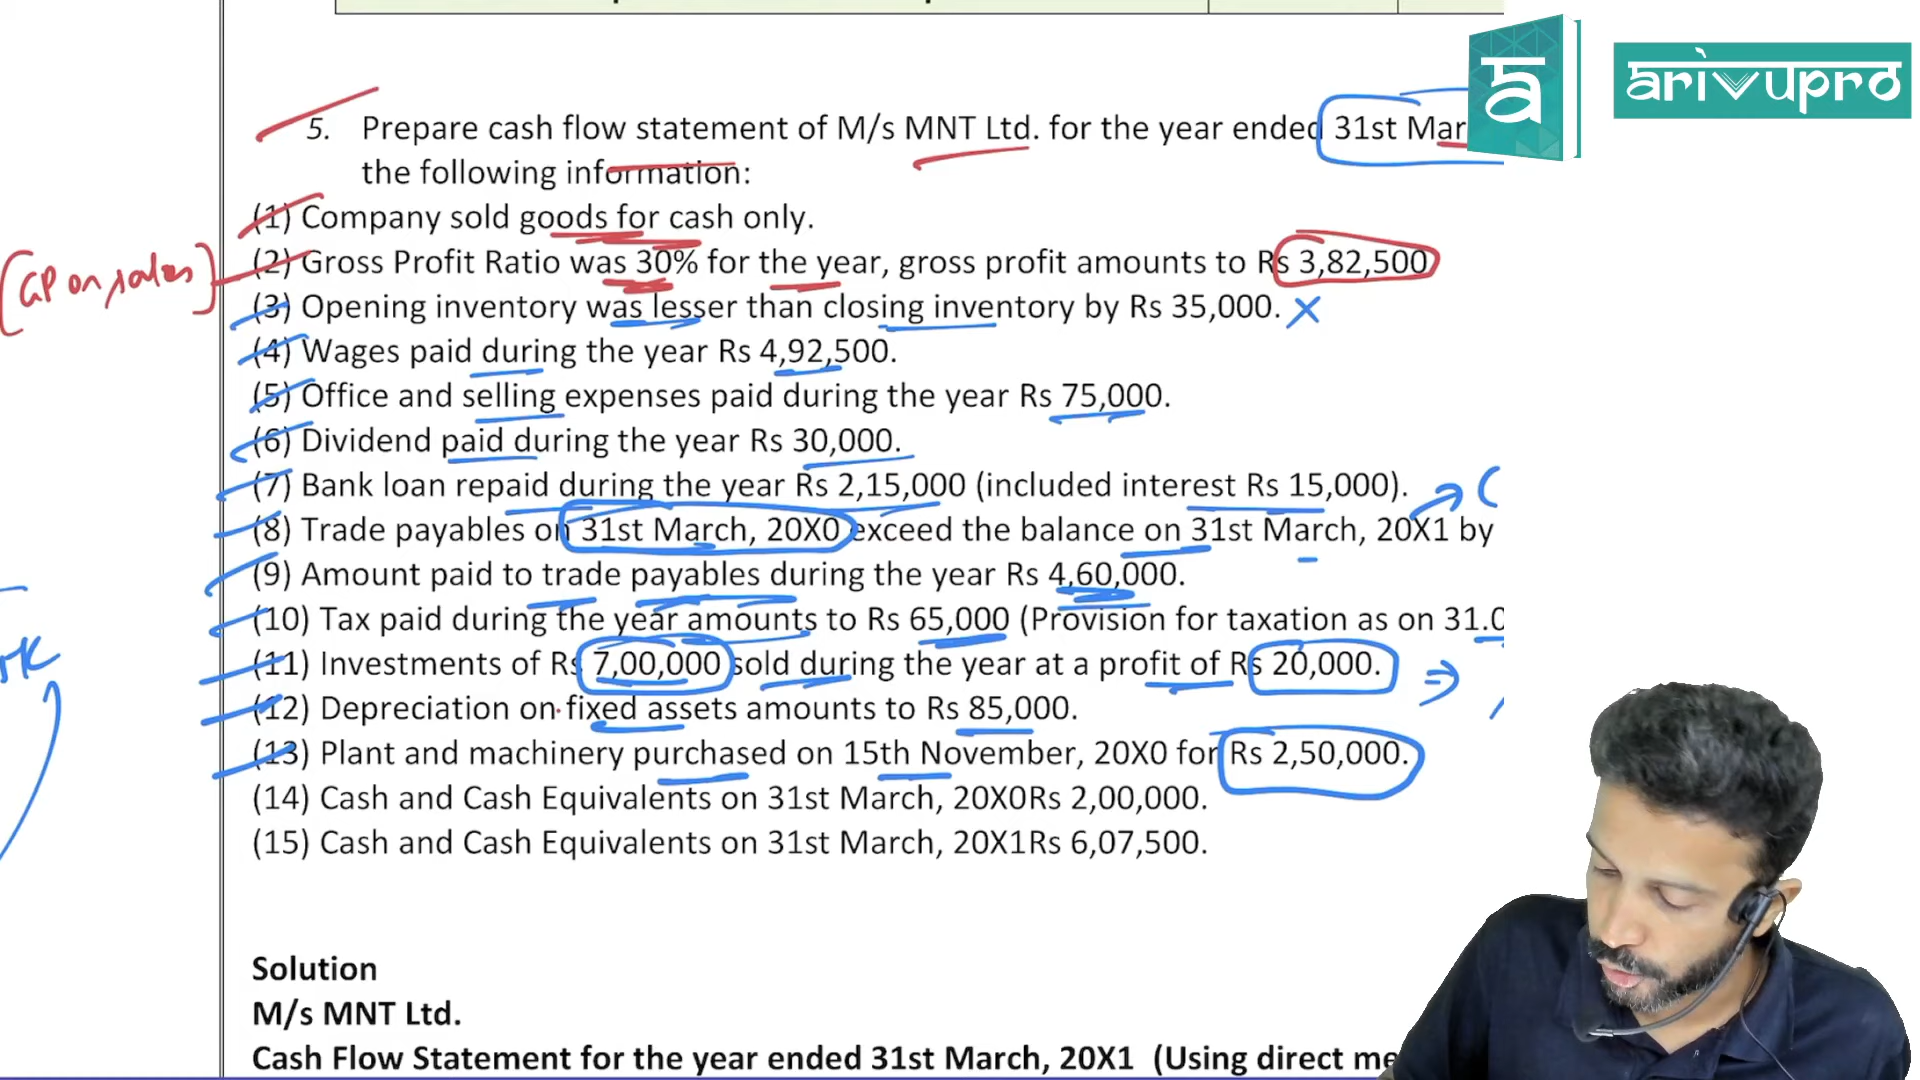 ā
arivupro
5. Prepare cash flow statement of M/s MNT Ltd. for the year ended 31st Mar
the following information:
(1) Company sold goods for cash only.
(GP on sales)
(2) Gross Profit Ratio was 30% for the year, gross profit amounts to Rs 3,82,500
(3) Opening inventory was lesser than closing inventory by Rs 35,000. X
(4) Wages paid during the year Rs 4,92,500.
(5) Office and selling expenses paid during the year Rs 75,000.
(6) Dividend paid during the year Rs 30,000.
(7) Bank loan repaid during the year Rs 2,15,000 (included interest Rs 15,000).
(8) Trade payables on 31st March, 20X0 exceed the balance on 31st March, 20X1 by
(9) Amount paid to trade payables during the year Rs 4,60,000.
(10) Tax paid during the year amounts to Rs 65,000 (Provision for taxation as on 31.0
(11) Investments of Rs 7,00,000 sold during the year at a profit of Rs 20,000.
(12) Depreciation on fixed assets amounts to Rs 85,000.
(13) Plant and machinery purchased on 15th November, 20X0 for Rs 2,50,000.
(14) Cash and Cash Equivalents on 31st March, 20X0Rs 2,00,000.
(15) Cash and Cash Equivalents on 31st March, 20X1Rs 6,07,500.
Solution
M/s MNT Ltd.
Cash Flow Statement for the year ended 31st March, 20X1 (Using direct me